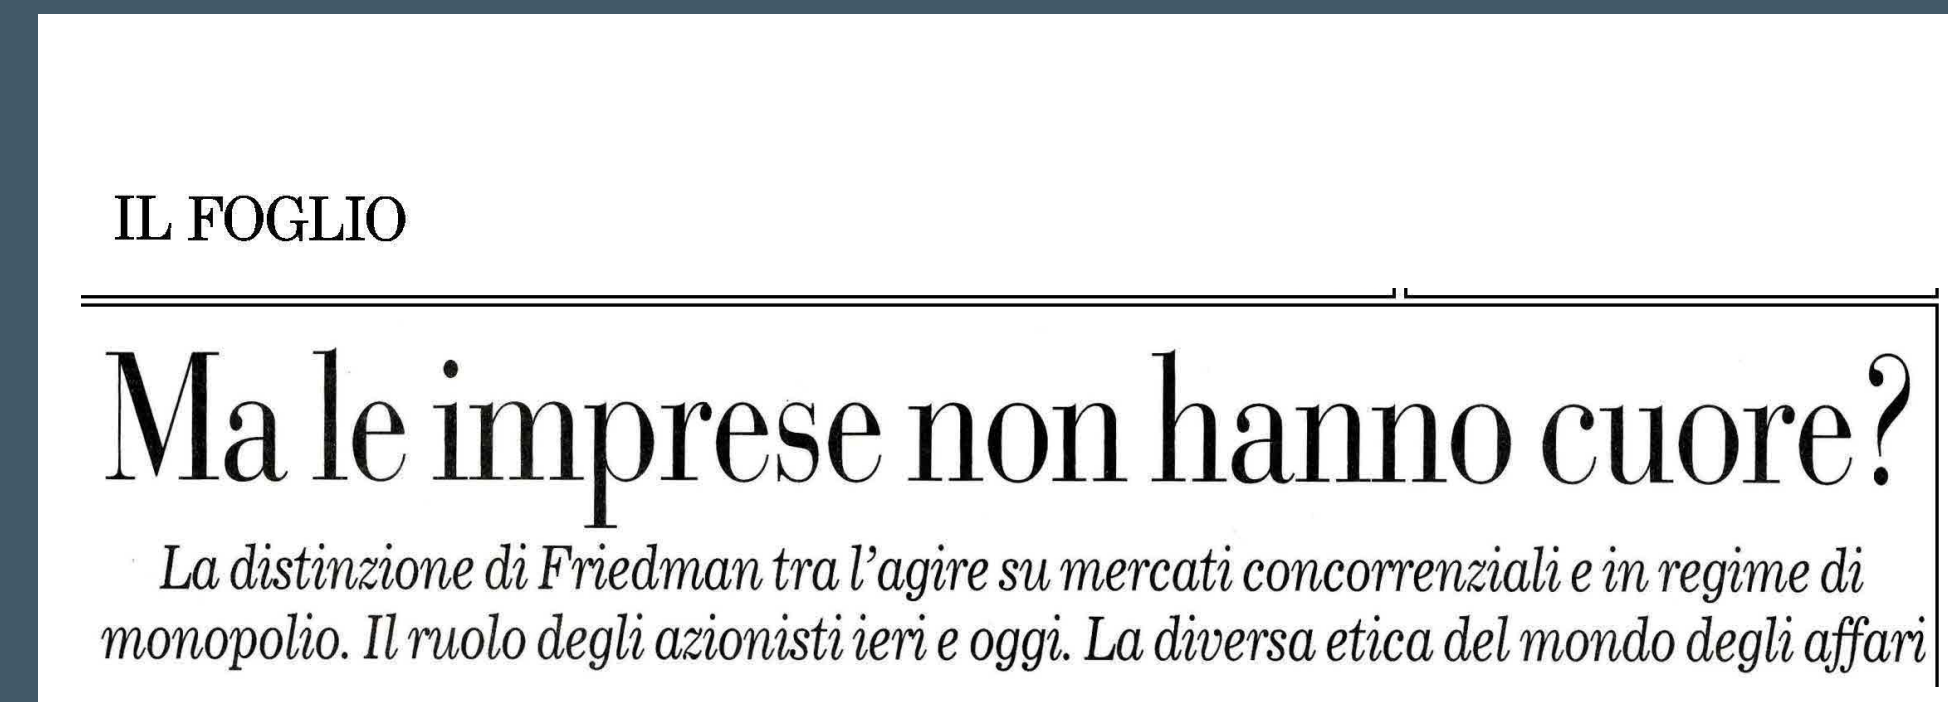 IL FOGLIO
Ma le imprese non hanno cuore?
La distinzione di Friedman tra l’agire su mercati concorrenziali e in regime di
monopolio. Il ruolo degli azionisti ieri e oggi. La diversa etica del mondo degli affari